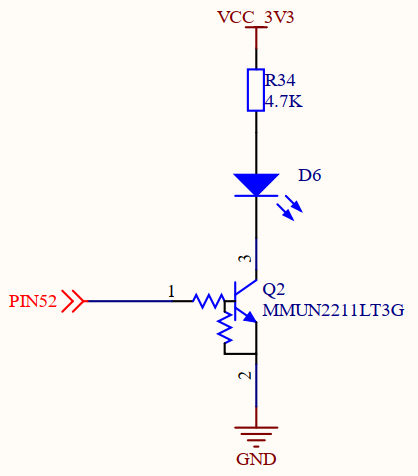 VCC_3V3
R34
4.7K
D6
3
1
PIN52
Q2
MMUN2211LT3G
2
GND